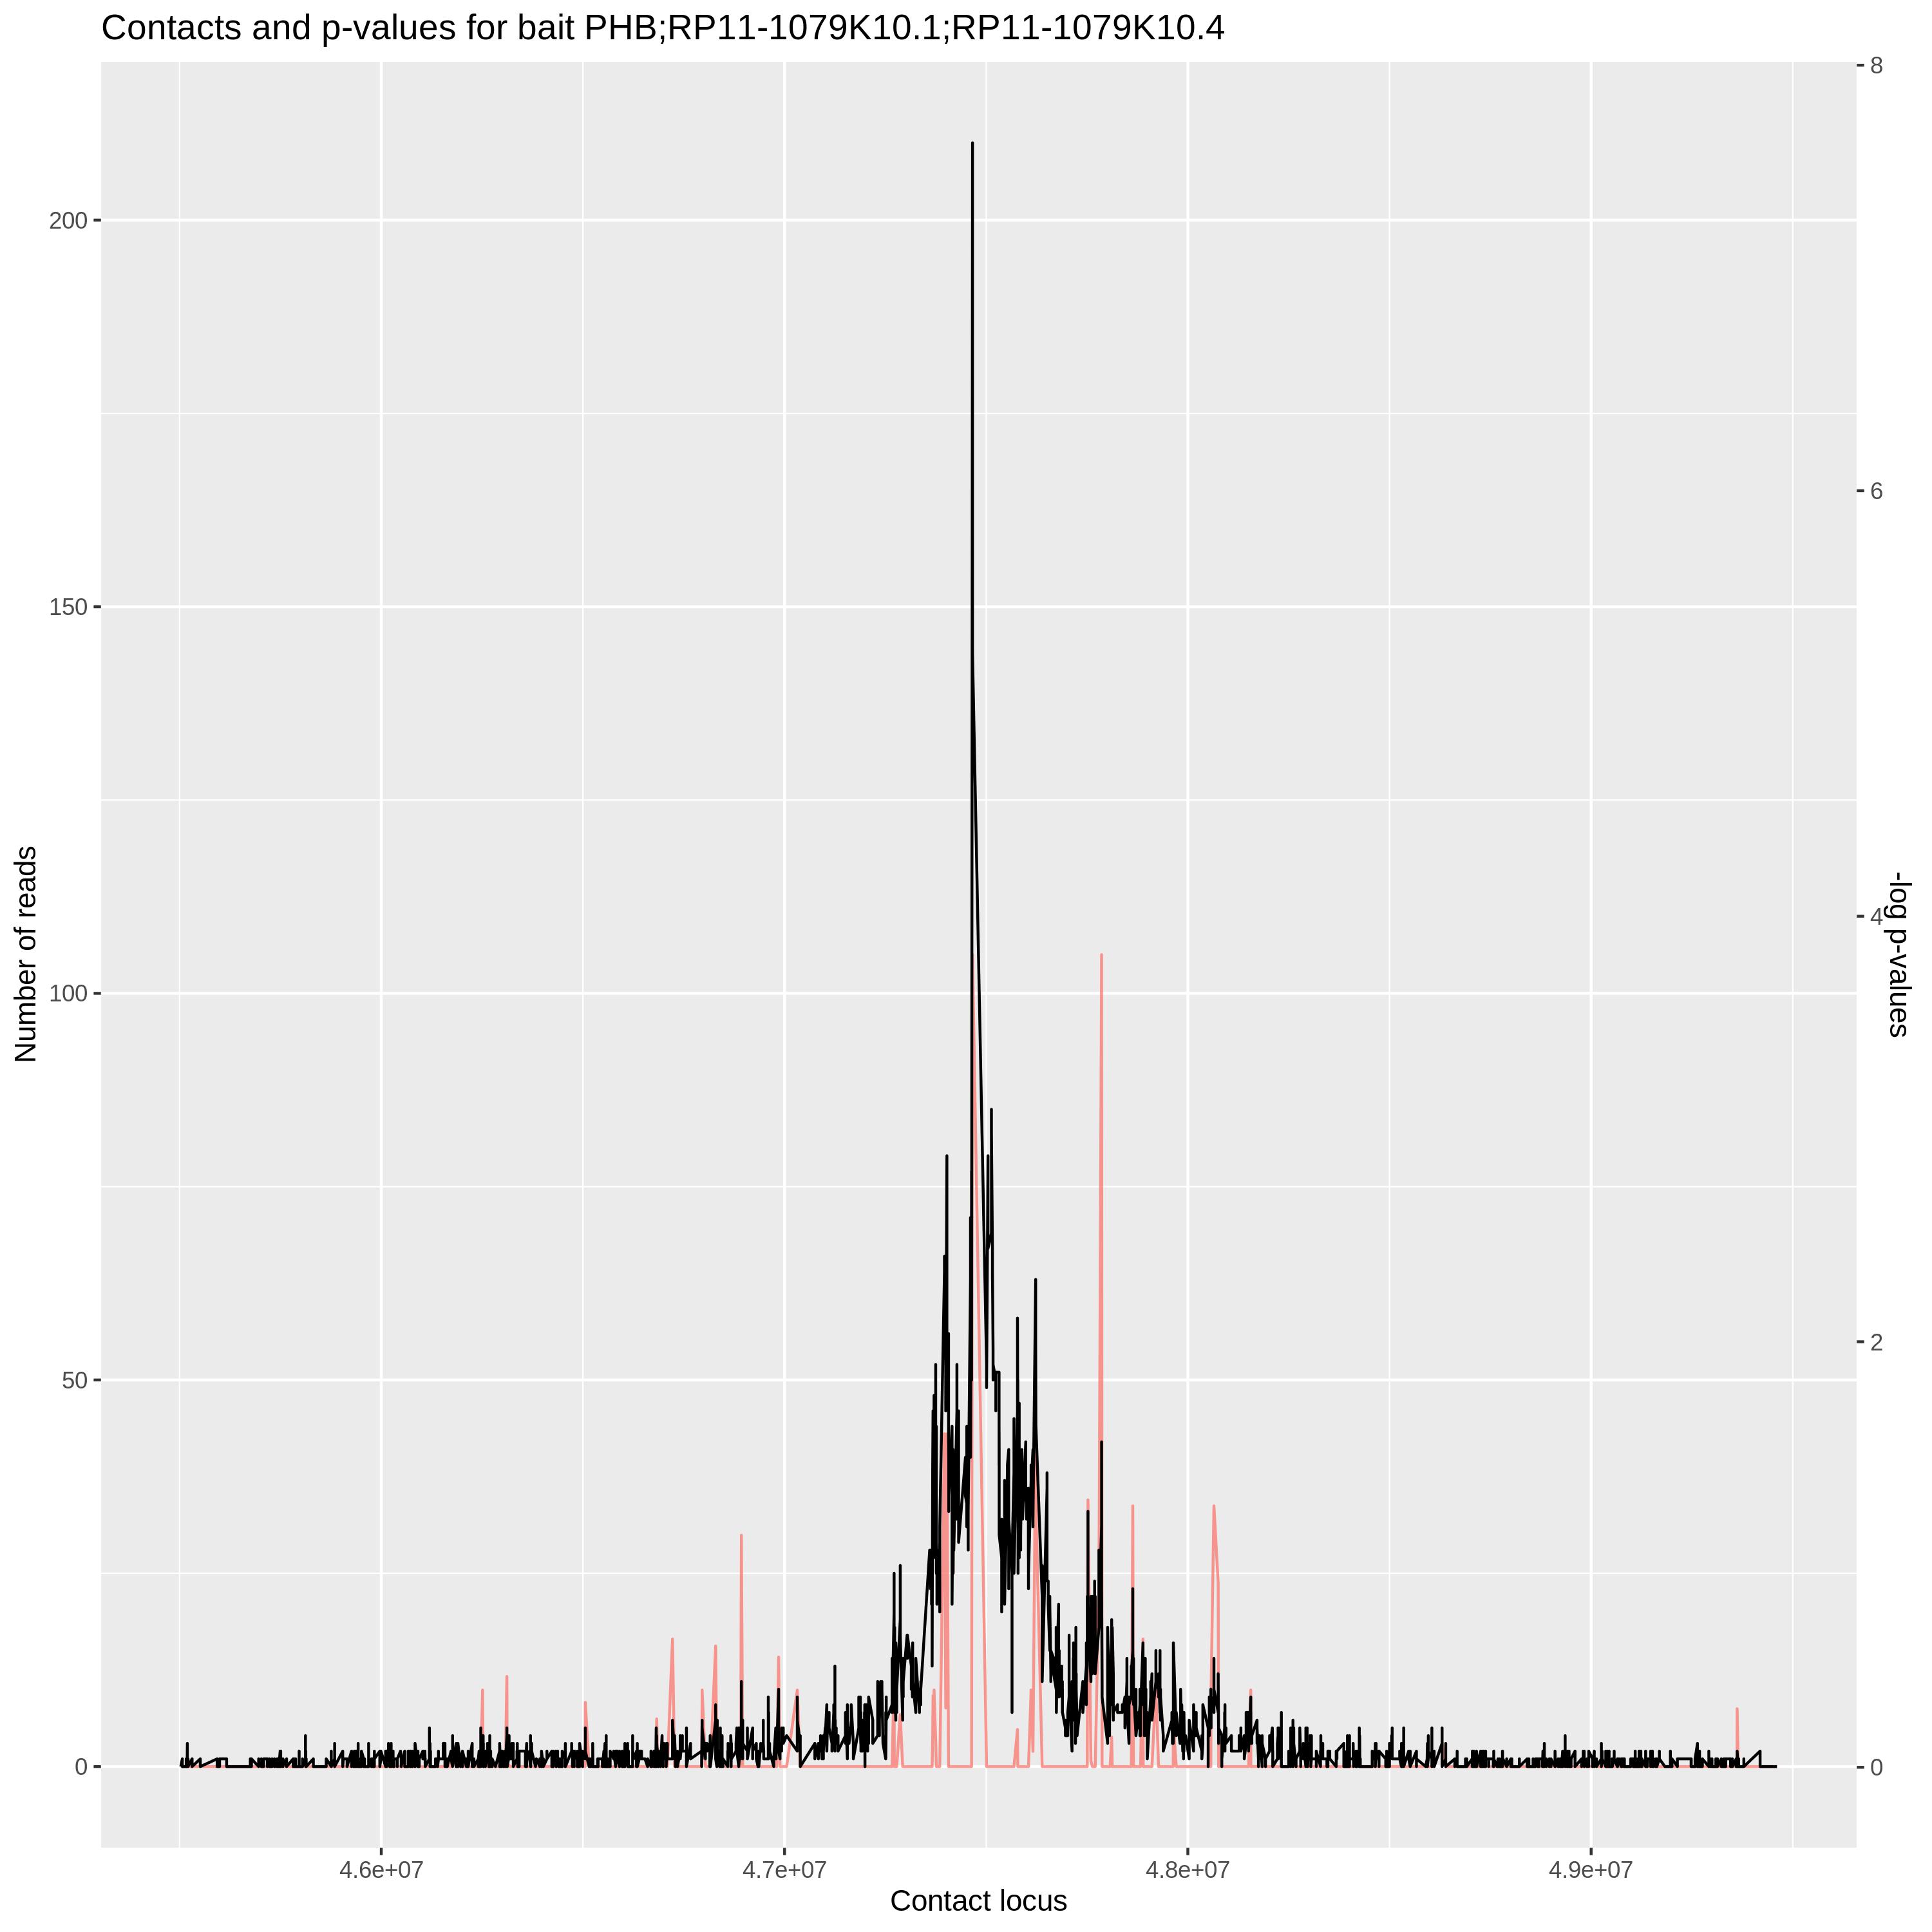 Contacts and p-values for bait PHB;RP11-1079K10.1;RP11-1079K10.4
8
200
6
150
Number of reads
-log p-values
4
100
2
50
0
0
4.6e+07
4.7e+07
4.8e+07
4.9e+07
Contact locus